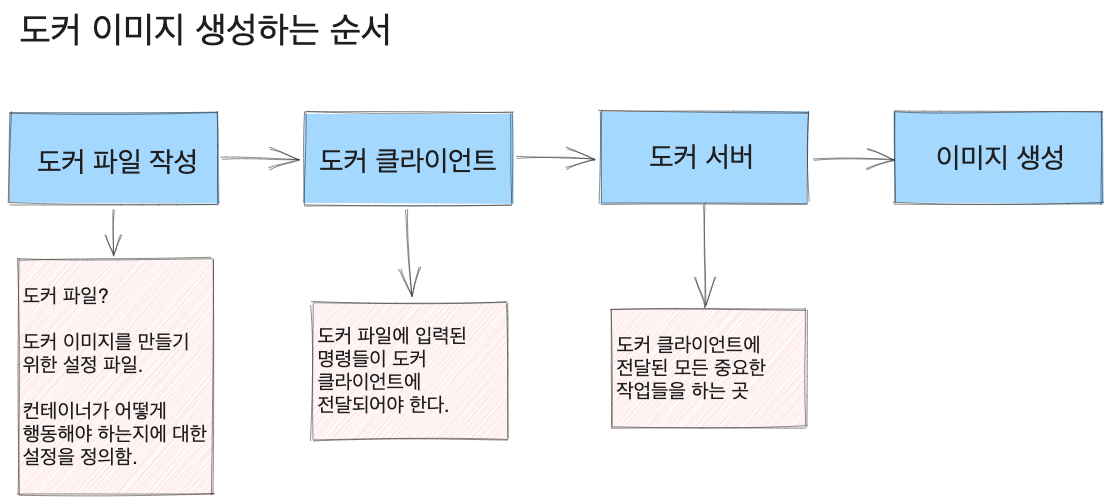 도커 이미지 생성하는 순서
도커 파일 작성
도커 클라이언트
도커 서버
이미지 생성
도커 파일?
도커 이미지를 만들기
위한 설정 파일.
컨테이너가 어떻게
행동해야 하는지에 대한
설정을 정의함.
도커 파일에 입력된
명령들이 도커
클라이언트에
전달되어야 한다.
도커 클라이언트에
전달된 모든 중요한
작업들을 하는 곳